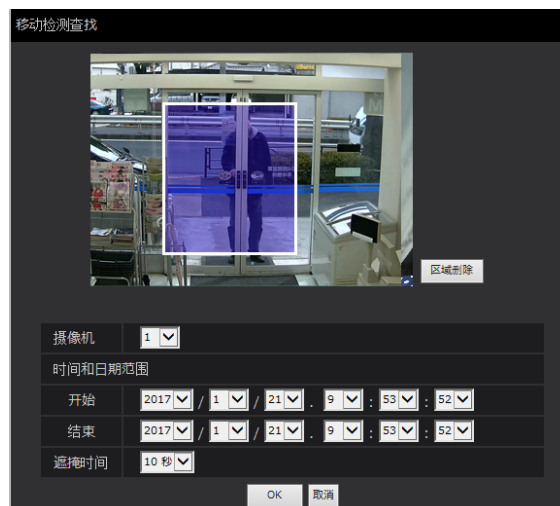 移动检测查找
区域删除
摄像机 1
时间和日期范围
开始 2017 / 1 / 21 . 9 : 53 : 52
结束 2017 / 1 / 21 . 9 : 53 : 52
遮掩时间 10 秒
OK 取消